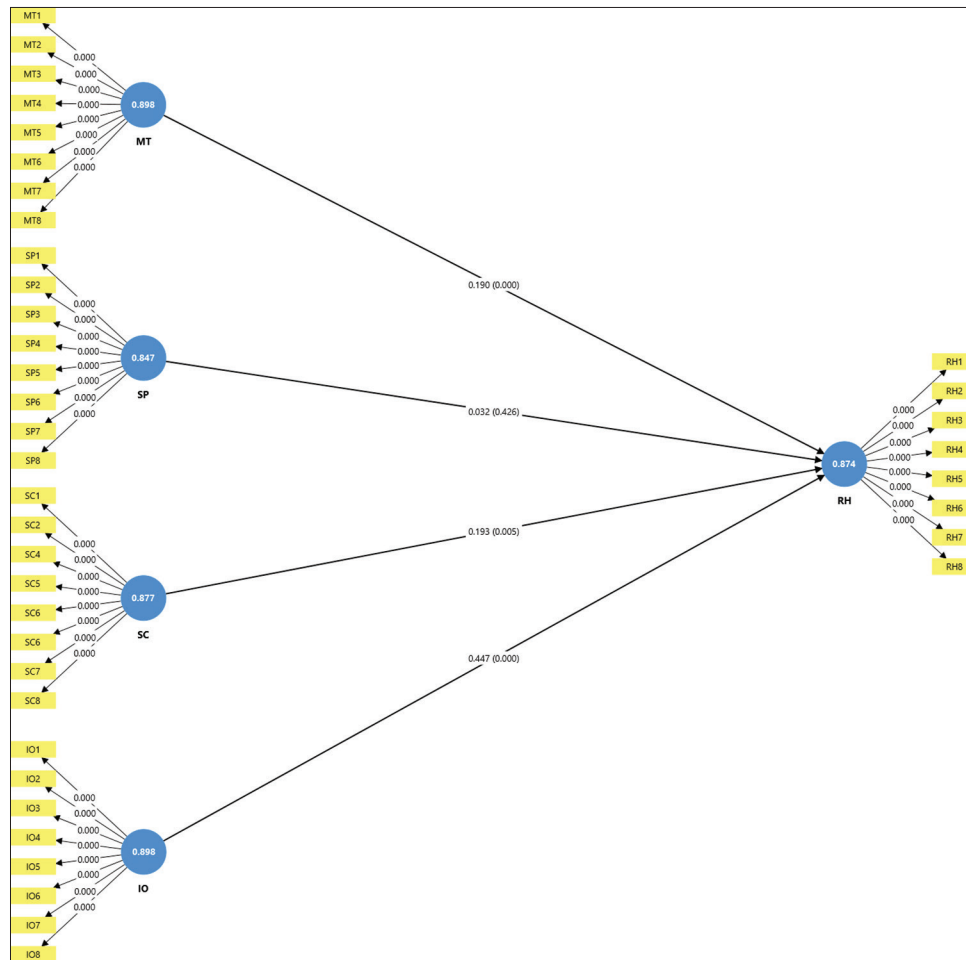 MT1
MT2
MT3
MT4
MT5
MT6
MT7
MT8
0.000
0.000
0.000
0.000
0.000
0.000
0.000
0.000
0.898
MT
0.190 (0.000)
SP1
SP2
SP3
SP4
SP5
SP6
SP7
SP8
0.000
0.000
0.000
0.000
0.000
0.000
0.000
0.000
0.847
SP
0.032 (0.426)
SC1
SC2
SC4
SC5
SC6
SC6
SC7
SC8
0.000
0.000
0.000
0.000
0.000
0.000
0.000
0.000
0.877
SC
0.193 (0.005)
IO1
IO2
IO3
IO4
IO5
IO6
IO7
IO8
0.000
0.000
0.000
0.000
0.000
0.000
0.000
0.000
0.898
IO
0.447 (0.000)
0.874
RH
0.000
0.000
0.000
0.000
0.000
0.000
0.000
0.000
RH1
RH2
RH3
RH4
RH5
RH6
RH7
RH8